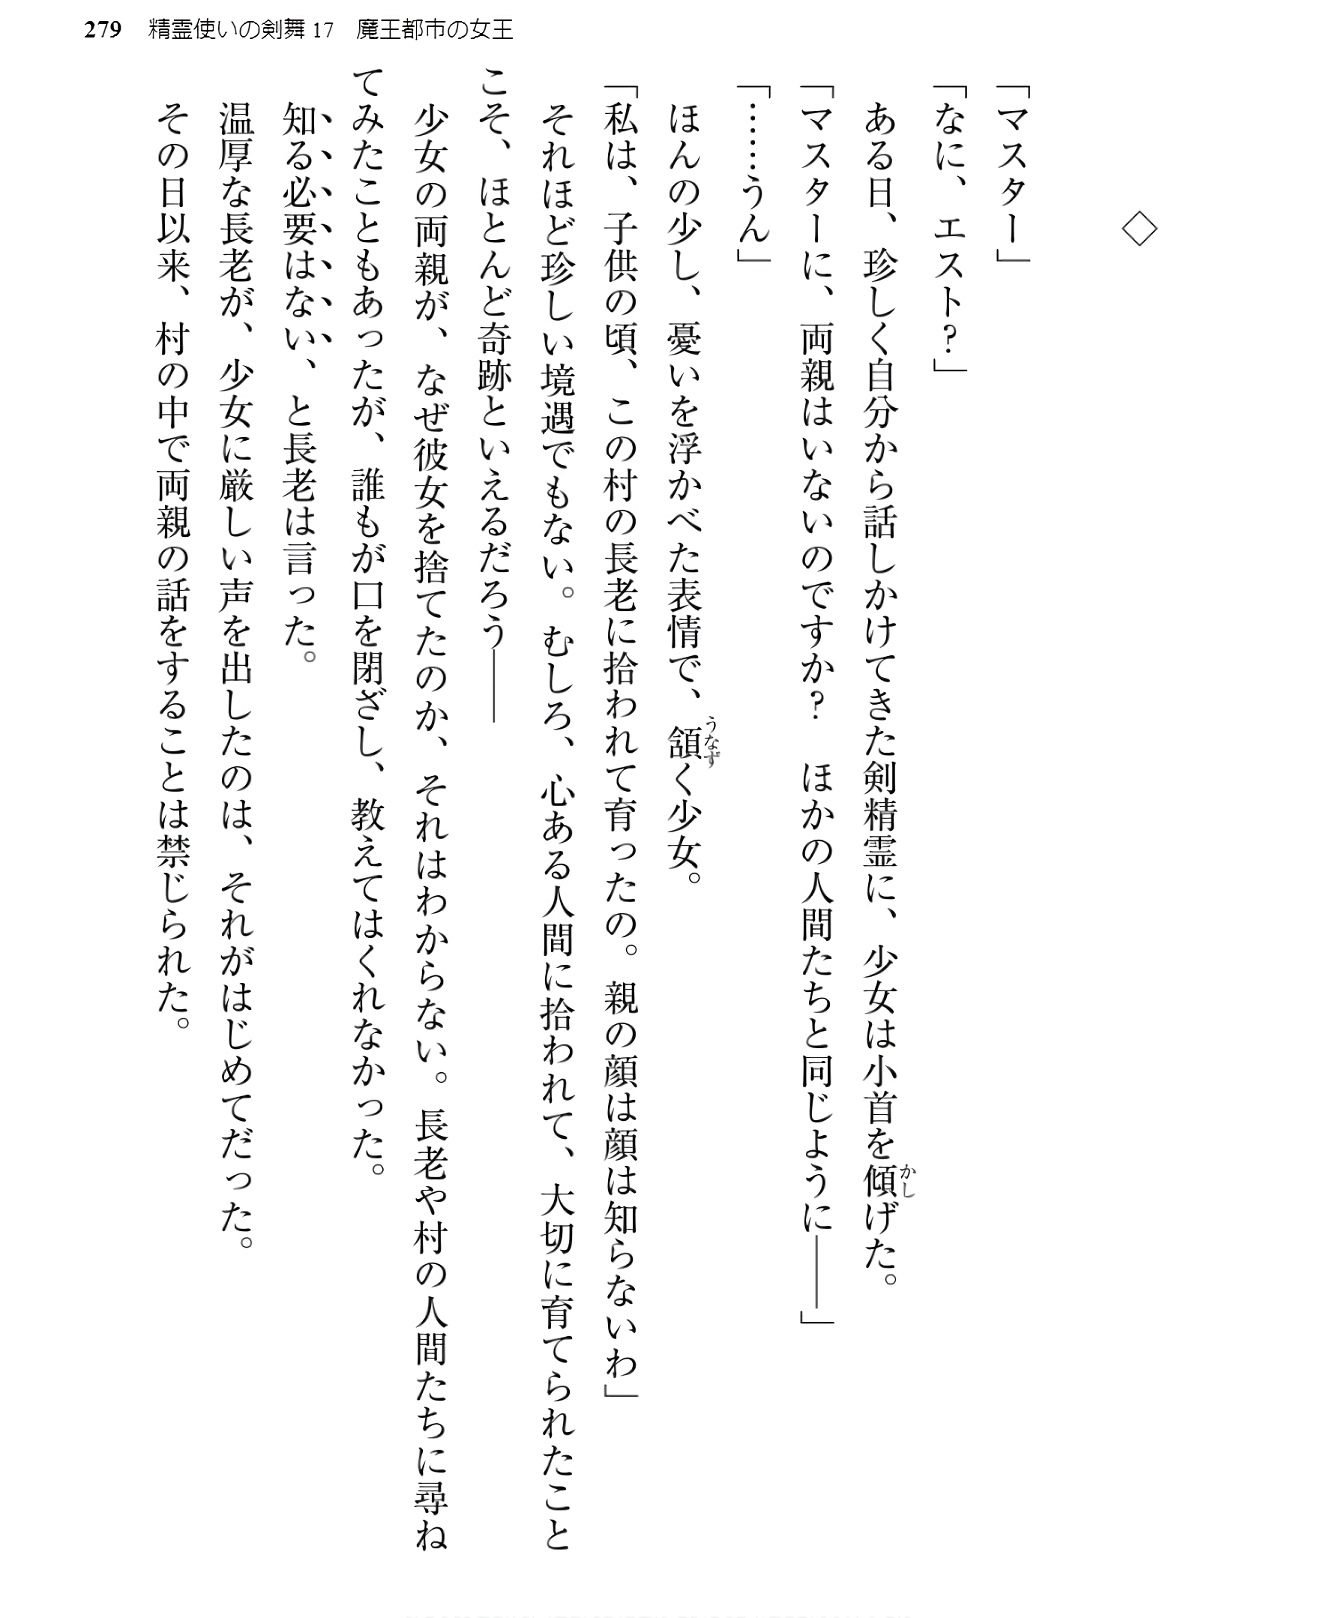 279　精霊使いの剣舞17　魔王都市の女王
◇
「マスター」
「なに、エスト？」
　ある日、珍しく自分から話しかけてきた剣精霊に、少女は小首を傾げた。
「マスターに、両親はいないのですか？　ほかの人間たちと同じように――」
「……うん」
　ほんの少し、憂いを浮かべた表情で、頷く少女。
「私は、子供の頃、この村の長老に拾われて育ったの。親の顔は顔は知らないわ」
　それほど珍しい境遇でもない。むしろ、心ある人間に拾われて、大切に育てられたこと
こそ、ほとんど奇跡といえるだろう――
　少女の両親が、なぜ彼女を捨てたのか、それはわからない。長老や村の人間たちに尋ね
てみたこともあったが、誰もが口を閉ざし、教えてはくれなかった。
　知る必要はない、と長老は言った。
　温厚な長老が、少女に厳しい声を出したのは、それがはじめてだった。
　その日以来、村の中で両親の話をすることは禁じられた。